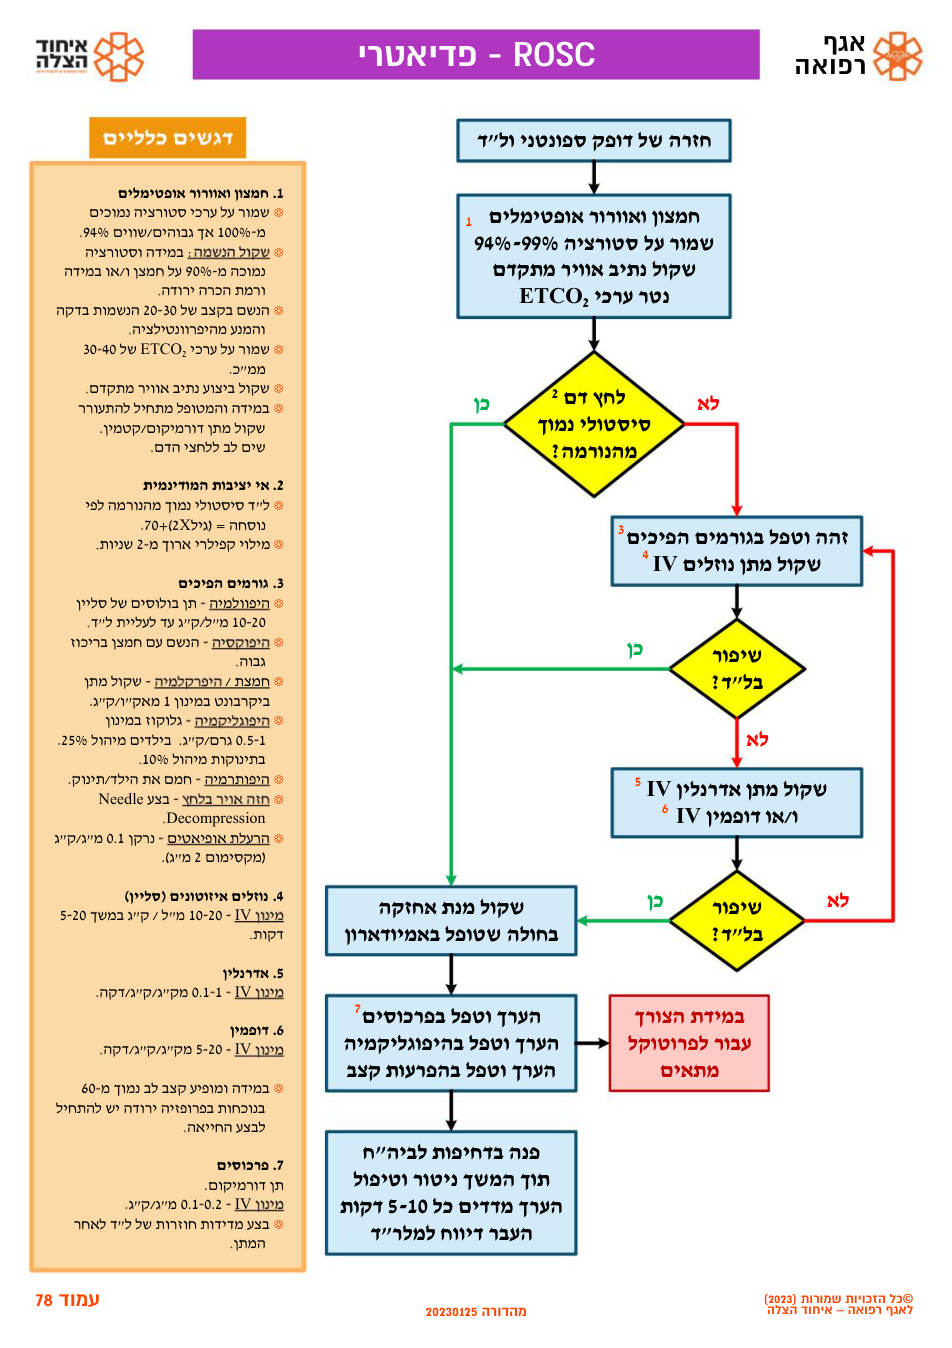 איחוד
הצלה
ROSC - פדיאטרי
אגף
רפואה
דגשים כלליים
1. חמצון ואוורור אופטימלים
שמור על ערכי סטורציה נמוכים
מ-100% אך גבוהים/שווים 94%.
שקול הנשמה: במידה וסטורציה
נמוכה מ-90% על חמצן ו/או במידה
ורמת הכרה ירודה.
הנשם בקצב של 20-30 הנשמות בדקה
והמנע מהיפרוונטילציה.
שמור על ערכי ETCO₂ של 30-40
ממ״כ.
שקול ביצוע נתיב אוויר מתקדם.
במידה והמטופל מתחיל להתעורר
שקול מתן דורמיקום/קטמין.
שים לב ללחצי הדם.
2. אי יציבות המודינמית
ל״ד סיסטולי נמוך מהנורמה לפי
נוסחה = (גילX2)+70.
מילוי קפילרי ארוך מ-2 שניות.
3. גורמים הפיכים
היפוולמיה - תן בולוסים של סליין
10-20 מ״ל/ק״ג עד לעליית ל״ד.
היפוקסיה - הנשם עם חמצן בריכוז
גבוה.
חמצת / היפרקלמיה - שקול מתן
ביקרבונט במינון 1 מאק״ו/ק״ג.
היפוגליקמיה - גלוקוז במינון
0.5-1 גרם/ק״ג. בילדים מיהול 25%.
בתינוקות מיהול 10%.
היפותרמיה - חמם את הילד/תינוק.
חזה אויר בלחץ - בצע Needle
Decompression.
הרעלת אופיאטים - נרקן 0.1 מ״ג/ק״ג
(מקסימום 2 מ״ג).
4. נוזלים איזוטונים (סליין)
מינון IV - 10-20 מ״ל / ק״ג במשך 5-20
דקות.
5. אדרנלין
מינון IV - 0.1-1 מק״ג/ק״ג/דקה.
6. דופמין
מינון IV - 5-20 מק״ג/ק״ג/דקה.
במידה ומופיע קצב לב נמוך מ-60
בנוכחות בפרופזיה ירודה יש להתחיל
לבצע החייאה.
7. פרכוסים
תן דורמיקום.
מינון IV - 0.1-0.2 מ״ג/ק״ג.
בצע מדידות חוזרות של ל״ד לאחר
המתן.
חזרה של דופק ספונטני ול״ד
חמצון ואוורור אופטימלים 1
שמור על סטורציה 94%-99%
שקול נתיב אוויר מתקדם
נטר ערכי ETCO₂
לחץ דם 2
סיסטולי נמוך
מהנורמה?
כן
לא
זהה וטפל בגורמים הפיכים 3
שקול מתן נוזלים IV 4
שיפור
בל״ד?
כן
לא
שקול מתן אדרנלין IV 5
ו/או דופמין IV 6
שיפור
בל״ד?
כן
לא
שקול מנת אחזקה
בחולה שטופל באמיודארון
הערך וטפל בפרכוסים 7
הערך וטפל בהיפוגליקמיה
הערך וטפל בהפרעות קצב
במידת הצורך
עבור לפרוטוקל
מתאים
פנה בדחיפות לביה״ח
תוך המשך ניטור וטיפול
הערך מדדים כל 5-10 דקות
העבר דיווח למלר״ד
©כל הזכויות שמורות (2023)
לאגף רפואה – איחוד הצלה
מהדורה 20230125
עמוד 78